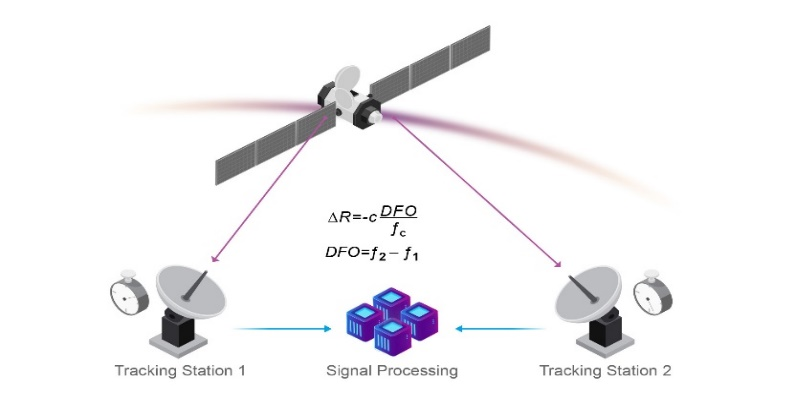 ΔR=-c DFO/f_c
DFO=f₂–f₁
Tracking Station 1
Signal Processing
Tracking Station 2